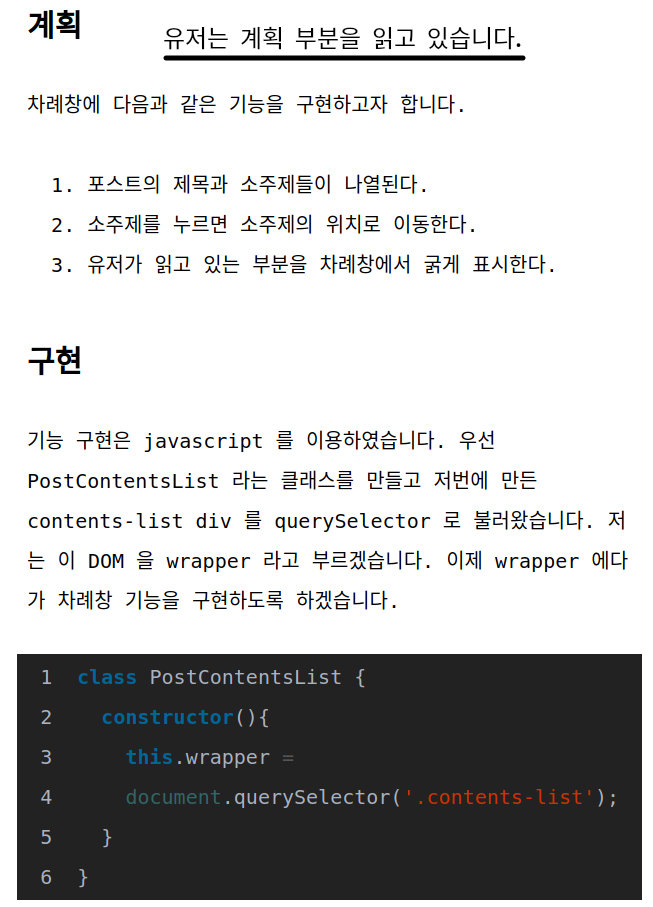 계획
유저는 계획 부분을 읽고 있습니다.
차례창에 다음과 같은 기능을 구현하고자 합니다.
1. 포스트의 제목과 소주제들이 나열된다.
2. 소주제를 누르면 소주제의 위치로 이동한다.
3. 유저가 읽고 있는 부분을 차례창에서 굵게 표시한다.
구현
기능 구현은 javascript 를 이용하였습니다. 우선
PostContentsList 라는 클래스를 만들고 저번에 만든
contents-list div 를 querySelector 로 불러왔습니다. 저
는 이 DOM 을 wrapper 라고 부르겠습니다. 이제 wrapper 에다
가 차례창 기능을 구현하도록 하겠습니다.
1 class PostContentsList {
2   constructor(){
3     this.wrapper =
4     document.querySelector('.contents-list');
5   }
6 }